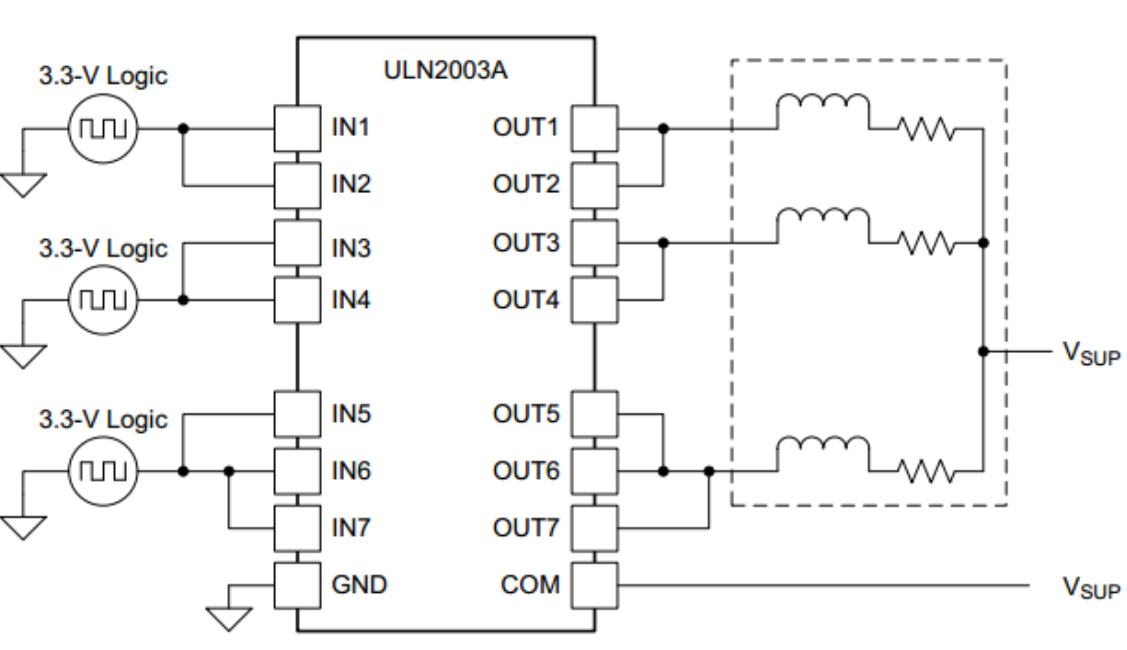 ULN2003A
3.3-V Logic
IN1
OUT1
IN2
OUT2
3.3-V Logic
IN3
OUT3
IN4
OUT4
VSUP
3.3-V Logic
IN5
OUT5
IN6
OUT6
IN7
OUT7
GND
COM
VSUP